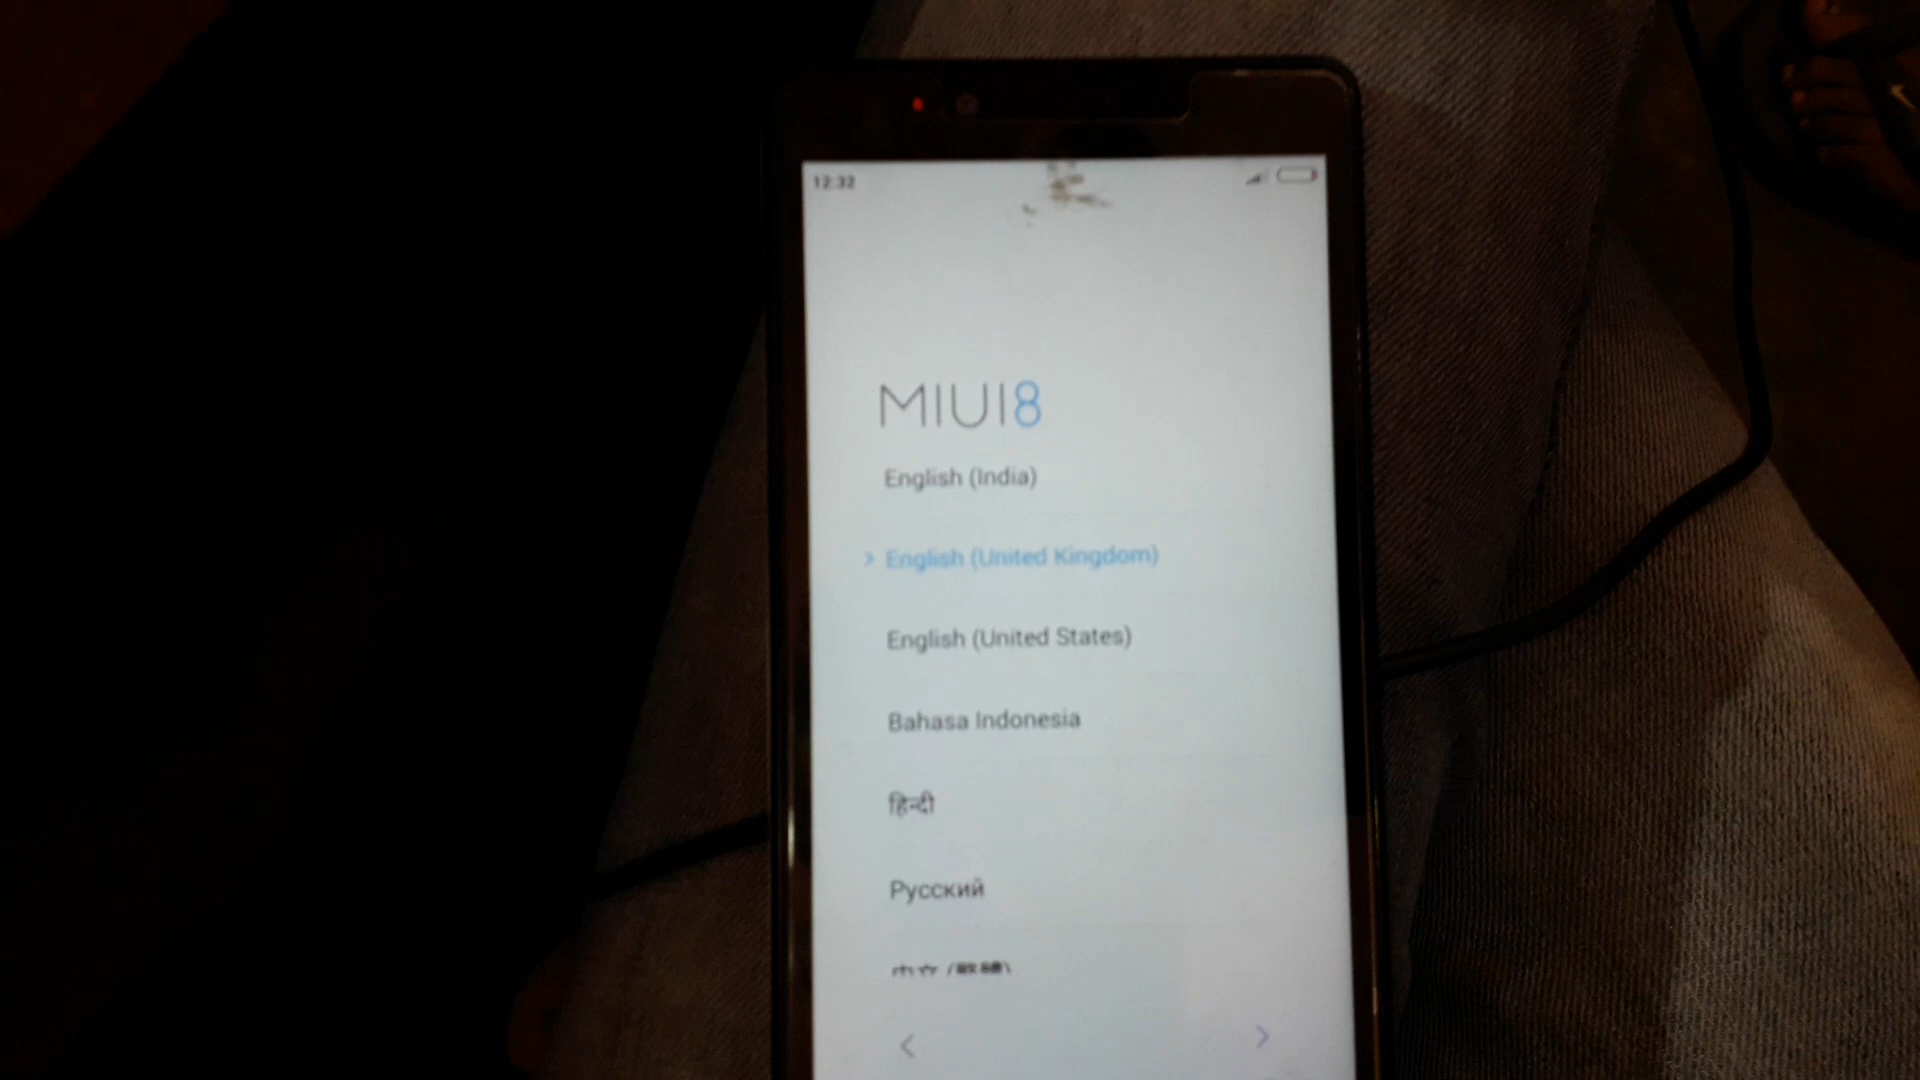 12:32
MIUI8
English (India)
> English (United Kingdom)
English (United States)
Bahasa Indonesia
हिन्दी
Русский
< >